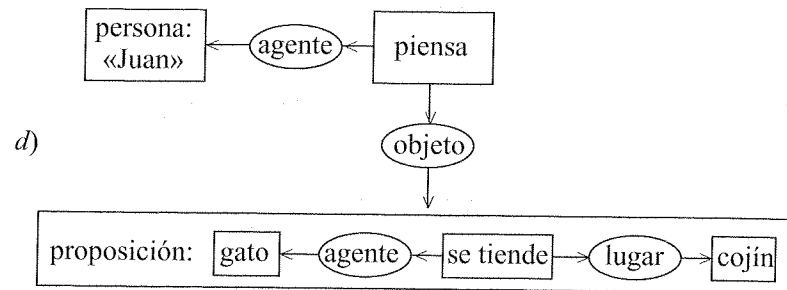 persona:
«Juan»
agente
piensa
d)
objeto
proposición: gato agente se tiende lugar cojín